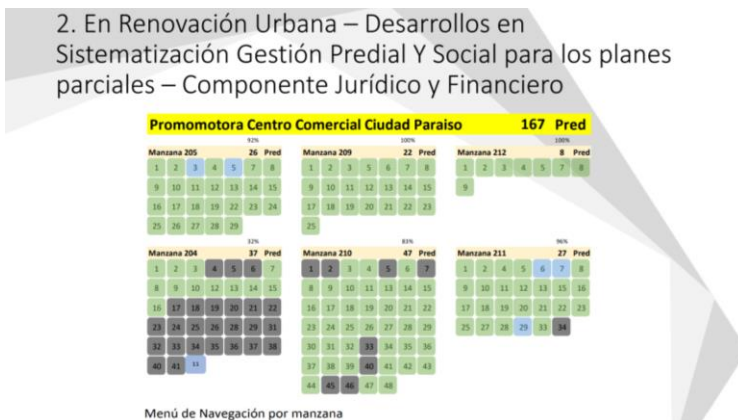 2. En Renovación Urbana – Desarrollos en
Sistematización Gestión Predial Y Social para los planes
parciales – Componente Jurídico y Financiero
Promomotora Centro Comercial Ciudad Paraiso 167 Pred
92% 100% 100%
Manzana 205 26 Pred Manzana 209 22 Pred Manzana 212 8 Pred
1 2 3 4 5 7 8 1 2 3 5 6 7 8 1 2 3 4 5 7 8
9 10 11 12 13 14 15 9 10 11 12 13 14 16 9
16 17 18 19 22 23 24 17 18 19 20 21 22 23
25 26 27 28 29 25
32% 83% 96%
Manzana 204 37 Pred Manzana 210 47 Pred Manzana 211 27 Pred
1 2 3 4 5 6 7 1 2 3 4 5 6 7 1 2 4 5 6 7 8
8 9 10 12 13 14 15 8 9 10 11 12 13 14 9 10 11 12 13 15 16
16 17 18 19 20 21 22 16 17 18 19 20 21 22 17 18 19 20 21 22 23
23 24 25 26 28 29 31 23 24 25 26 27 28 29 25 27 28 29 33 34
32 33 34 35 36 37 38 30 31 32 33 34 35 36
40 41 37 38 39 40 41 42 43
44 45 46 47 48
Menú de Navegación por manzana